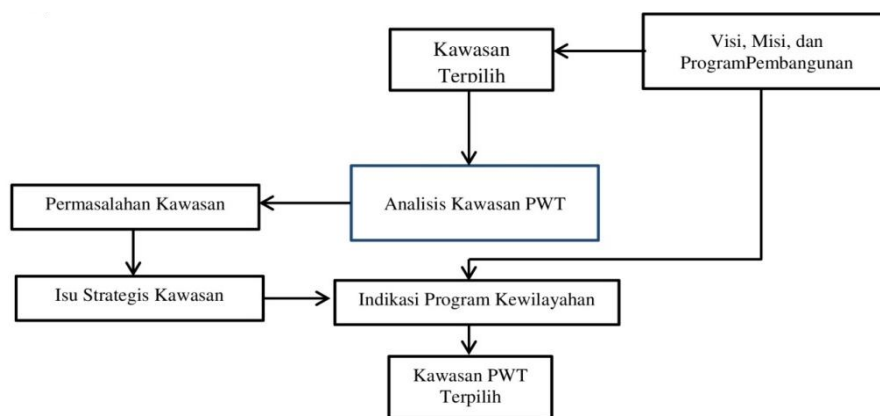 Kawasan
Terpilih
Visi, Misi, dan
ProgramPembangunan
Analisis Kawasan PWT
Permasalahan Kawasan
Isu Strategis Kawasan
Indikasi Program Kewilayahan
Kawasan PWT
Terpilih